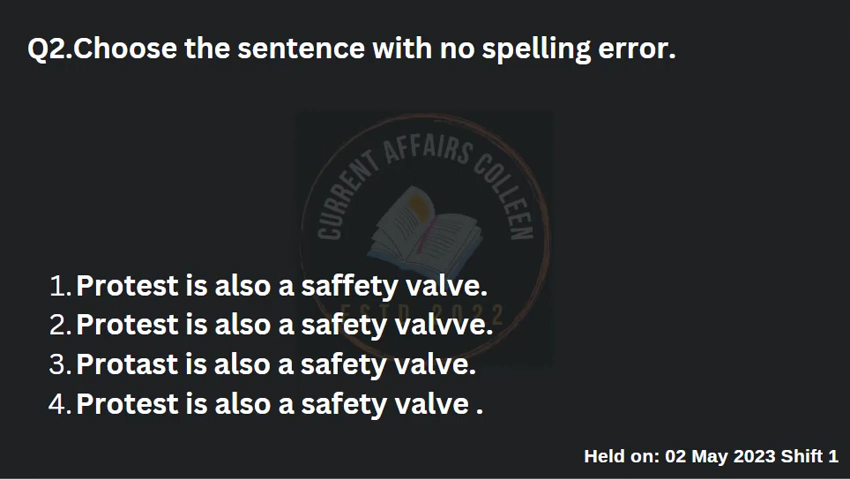 Q2.Choose the sentence with no spelling error.
CURRENT AFFAIRS COLLEEN
ESTD 2022
1. Protest is also a saffety valve.
2. Protest is also a safety valvve.
3. Protast is also a safety valve.
4. Protest is also a safety valve .
Held on: 02 May 2023 Shift 1